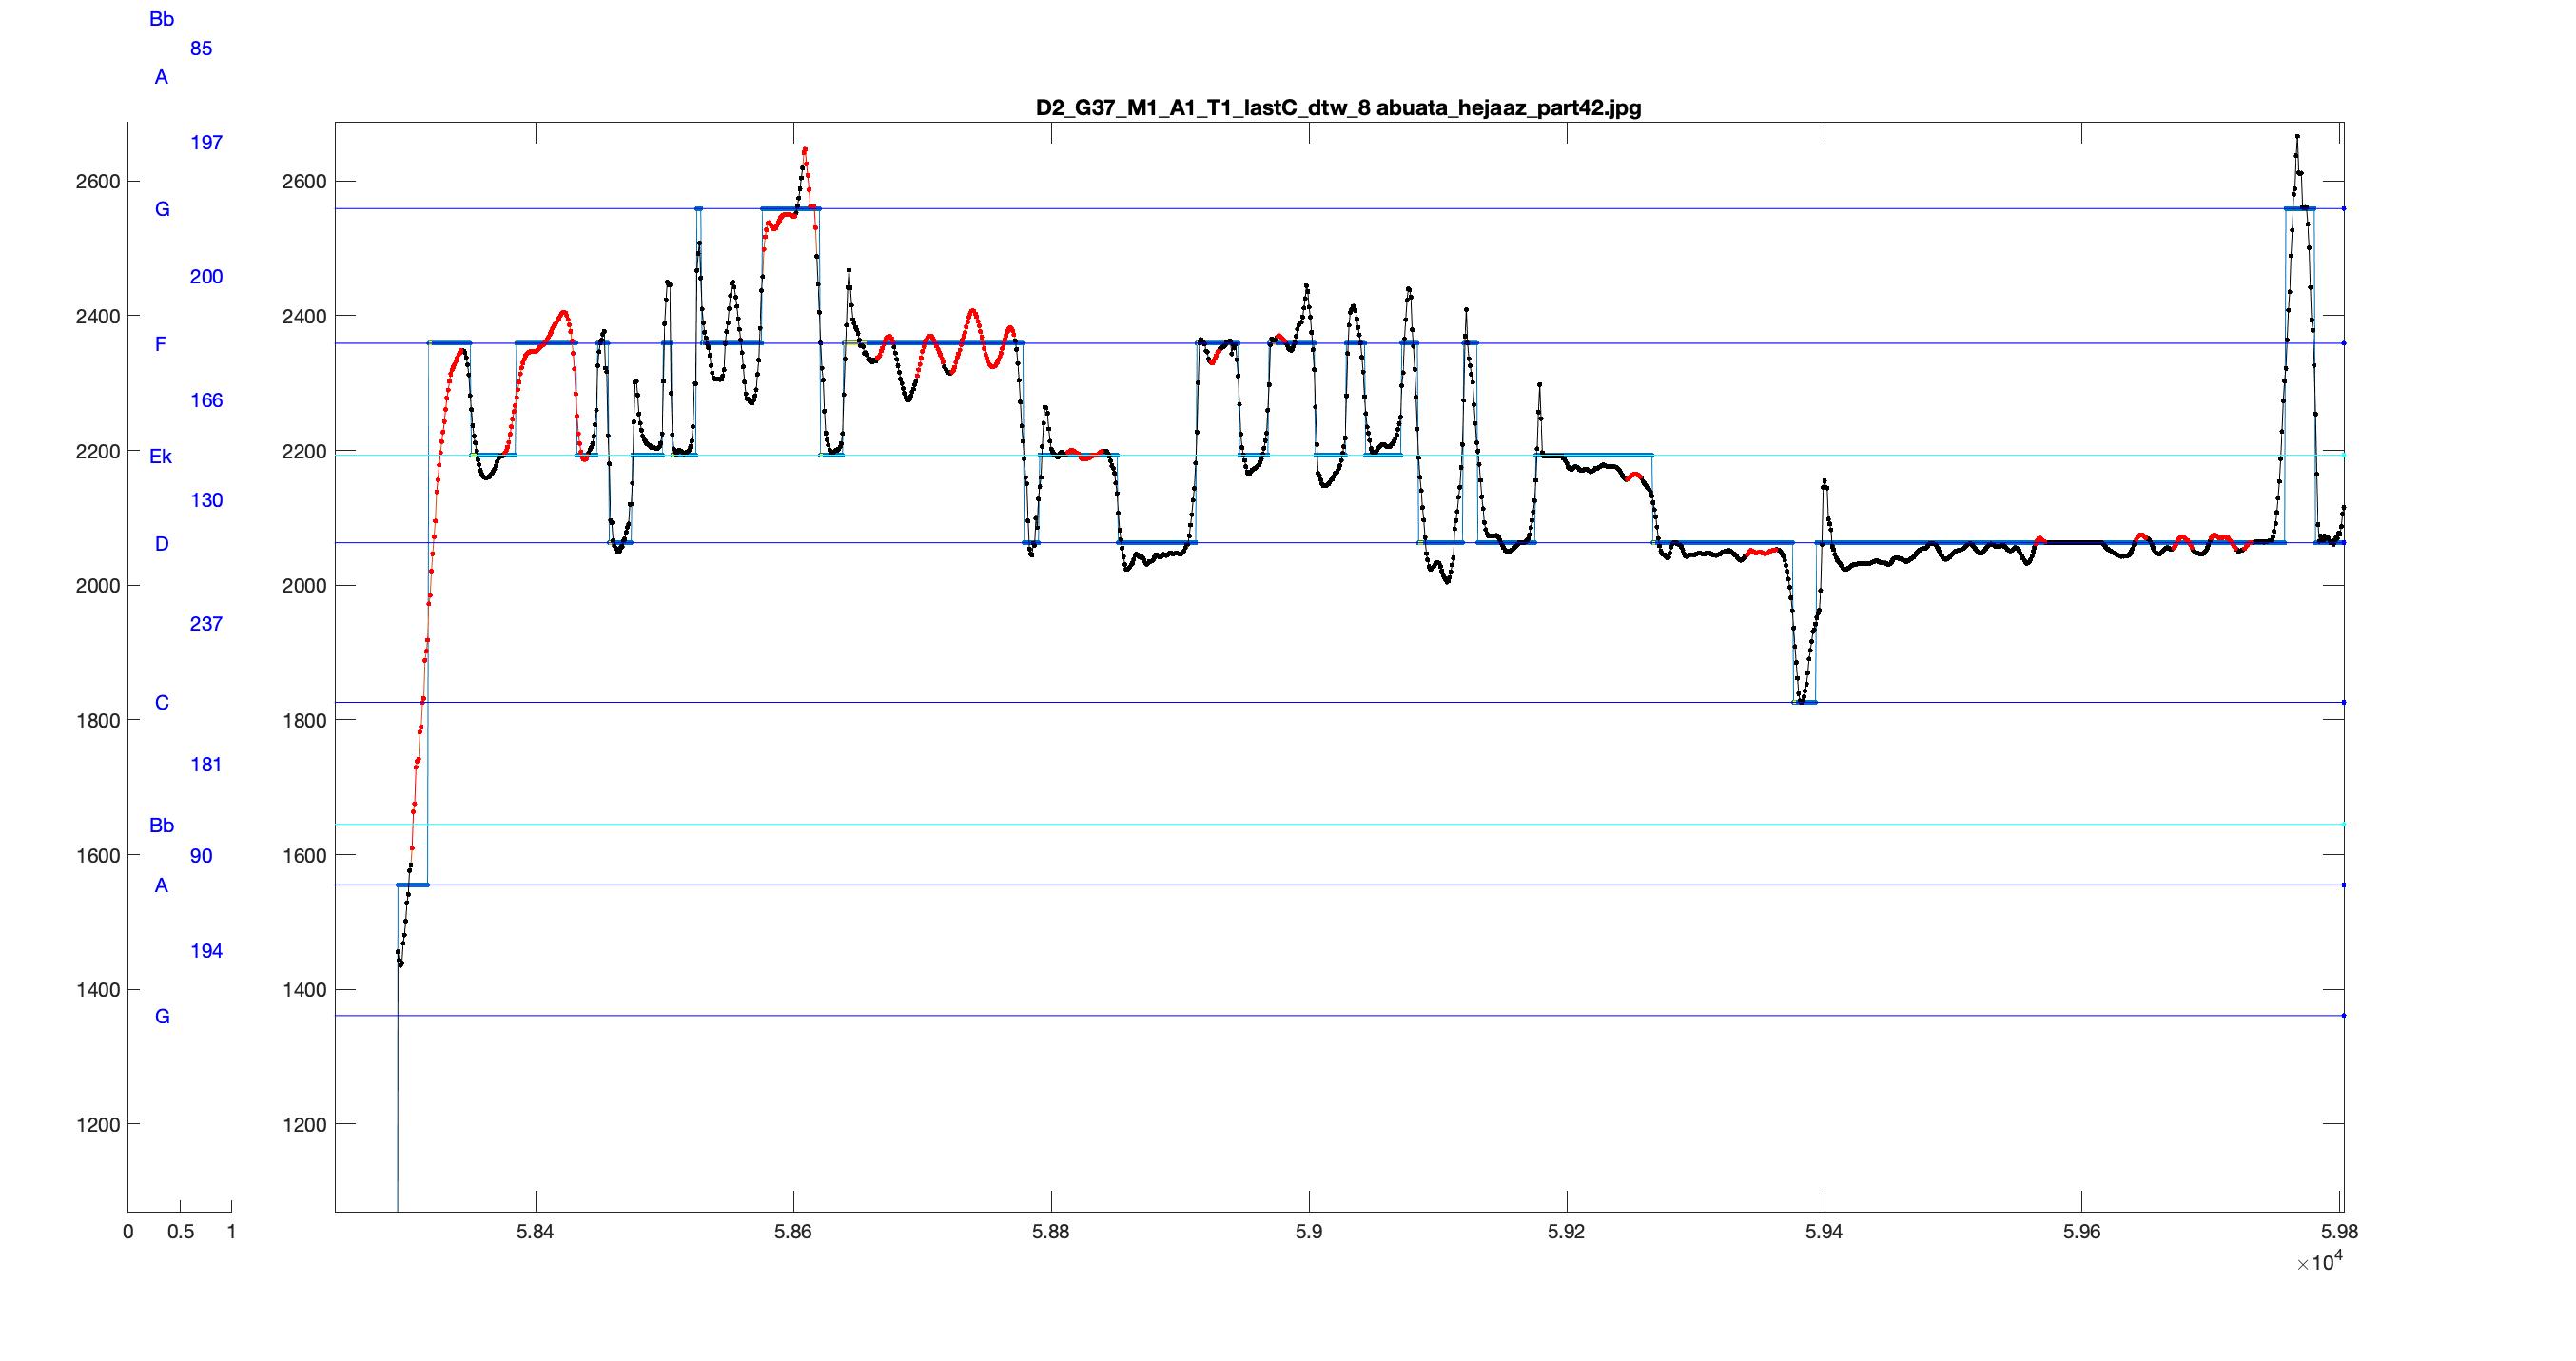 Bb
85
A
D2_G37_M1_A1_T1_lastC_dtw_8 abuata_hejaaz_part42.jpg
197
2600 2600
G
200
2400 2400
F
166
2200 Ek 2200
130
D
2000 2000
237
C
1800 1800
181
Bb
1600 90 1600
A
194
1400 1400
G
1200 1200
0 0.5 1 5.84 5.86 5.88 5.9 5.92 5.94 5.96 5.98
×10^4